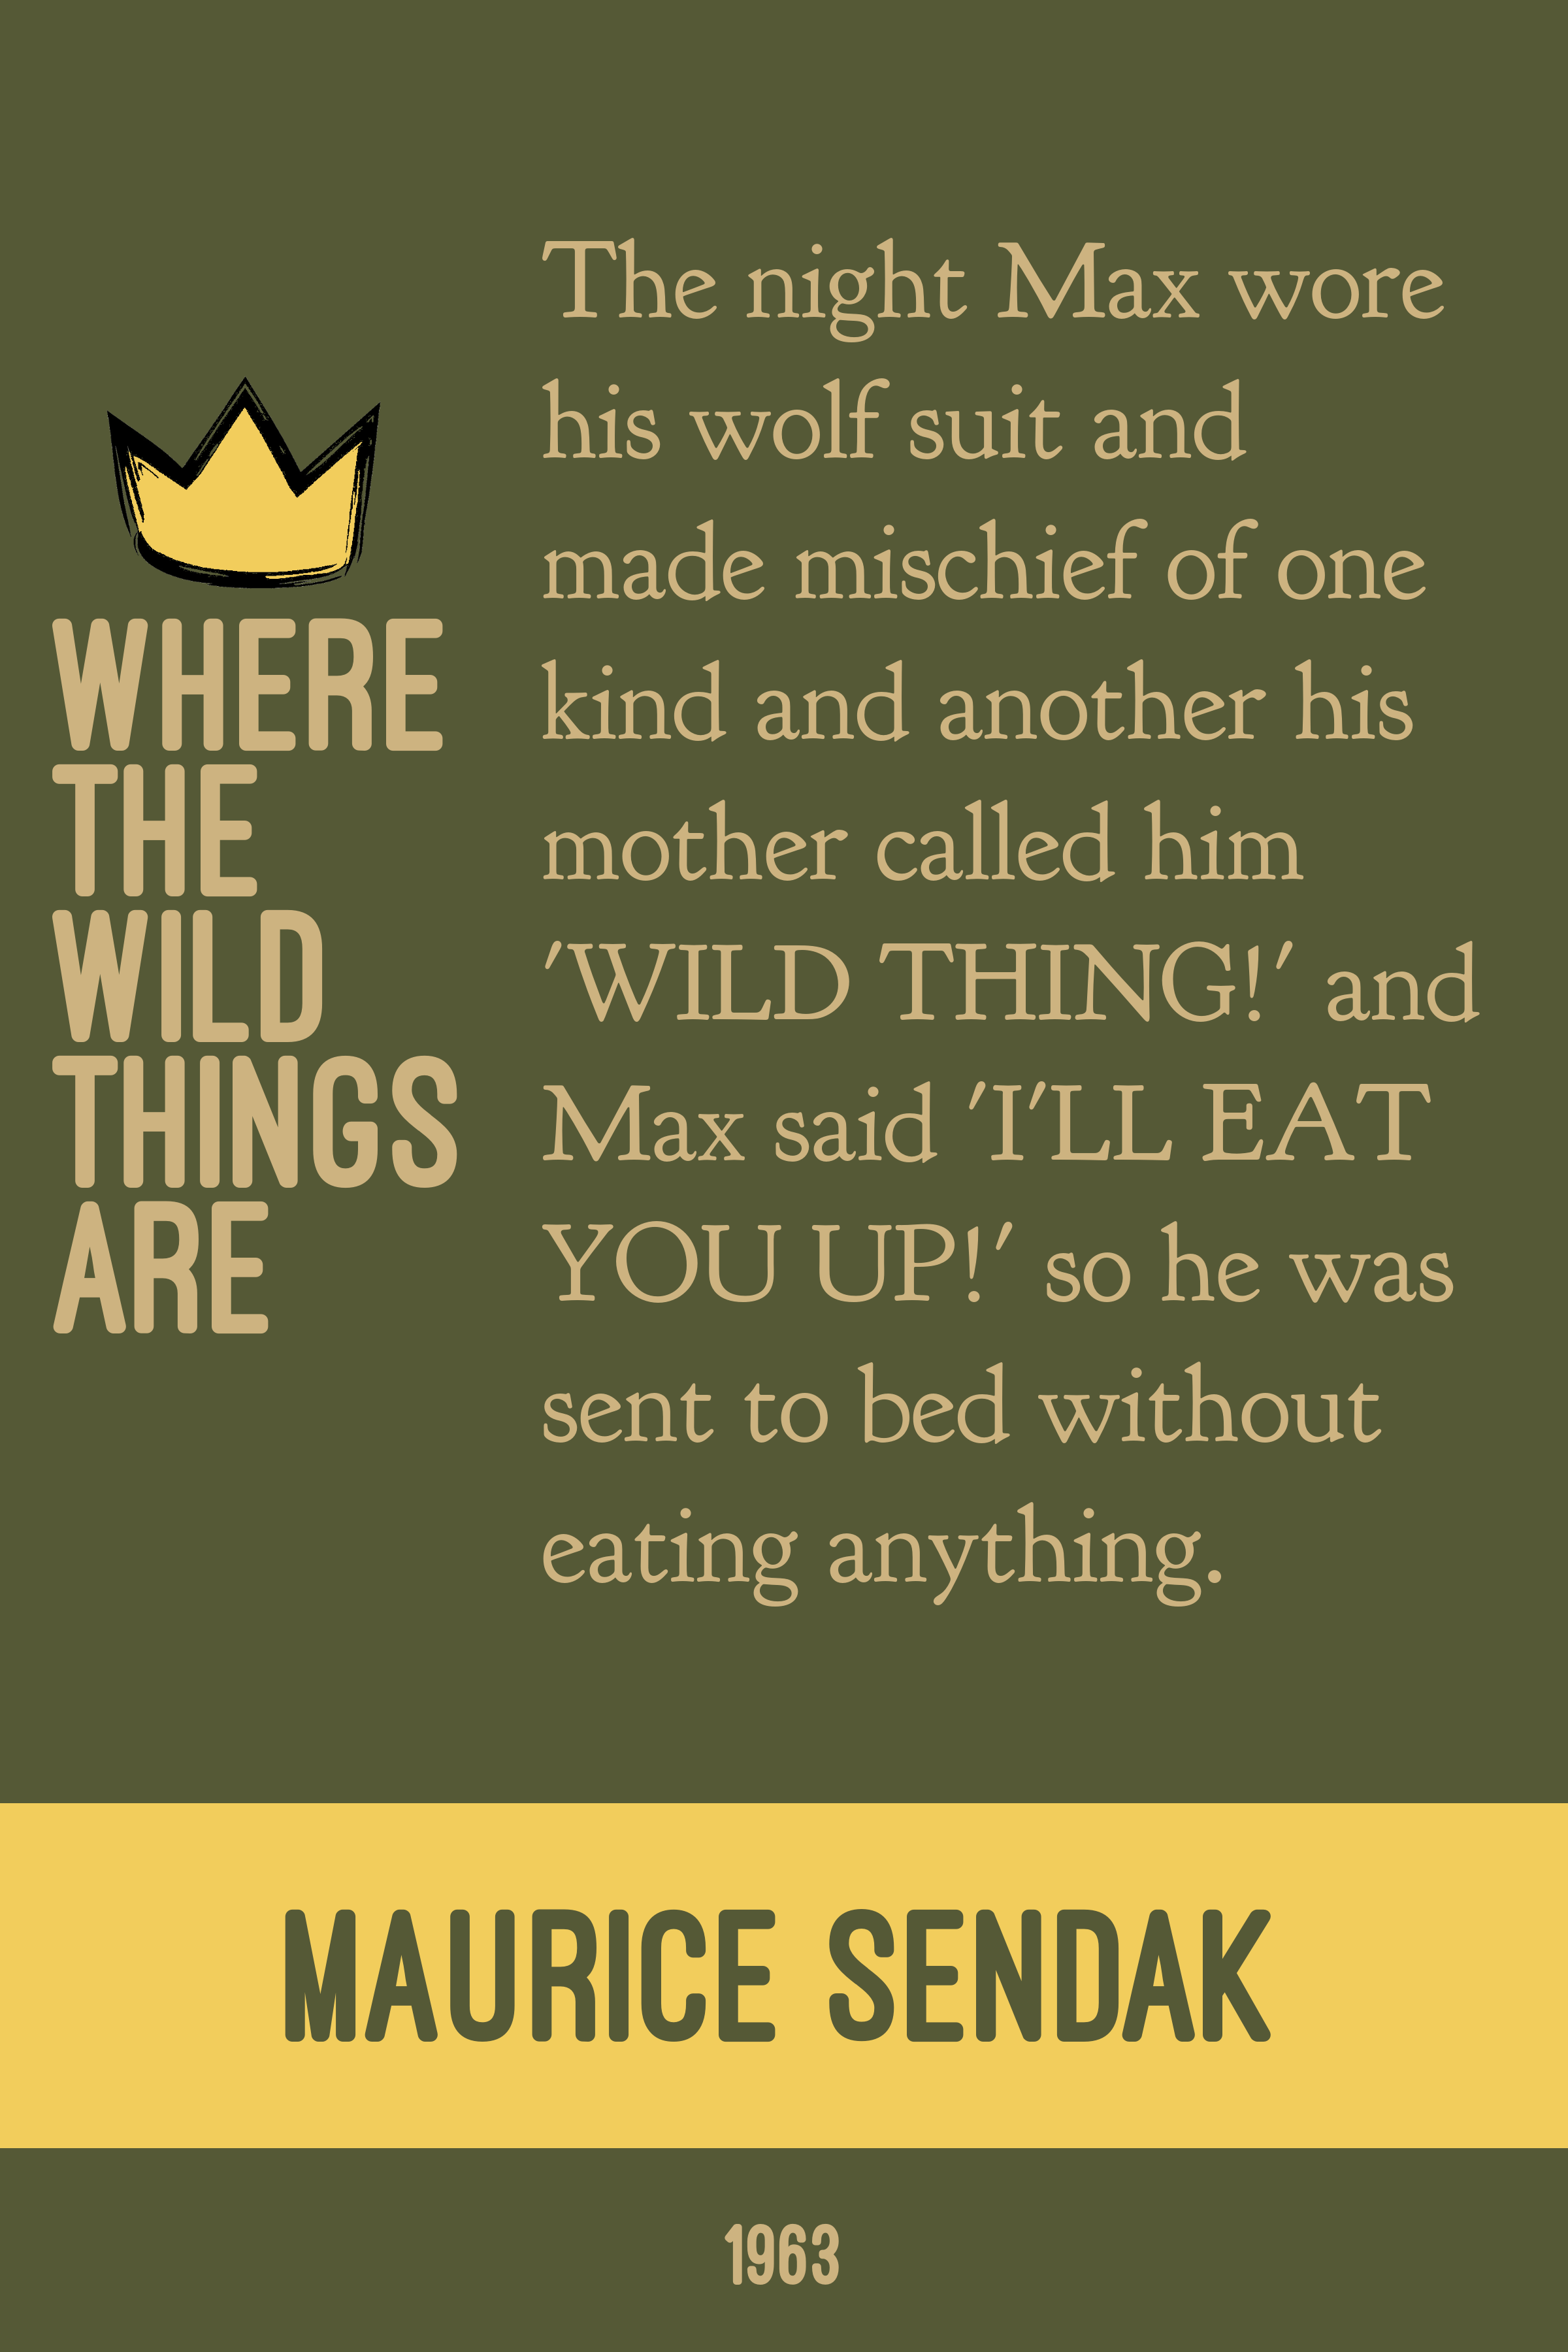 WHERE
THE
WILD
THINGS
ARE
The night Max wore
his wolf suit and
made mischief of one
kind and another his
mother called him
'WILD THING!' and
Max said 'I'LL EAT
YOU UP!' so he was
sent to bed without
eating anything.
MAURICE SENDAK
1963